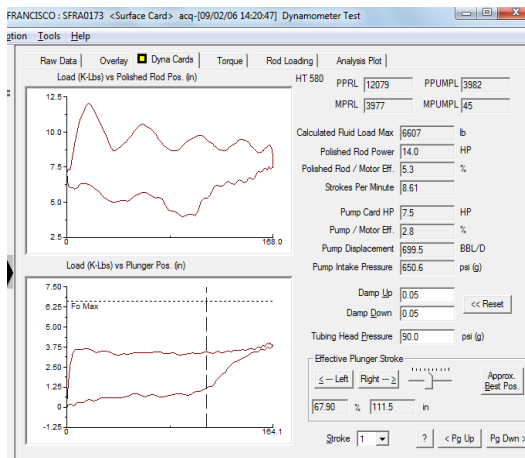 FRANCISCO : SFRA0173 <Surface Card> acq-[09/02/06 14:20:47] Dynamometer Test
Tools Help
Raw Data Overlay Dyna Cards Torque Rod Loading Analysis Plot
Load (K-Lbs) vs Polished Rod Pos. (in)
12.5
10.0
7.5
5.0
2.5
0 168.0
HT 580 PPRL 12079 PPUMPL 3982
MPRL 3977 MPUMPL 45
Calculated Fluid Load Max 6607 lb
Polished Rod Power 14.0 HP
Polished Rod / Motor Eff. 5.3 %
Strokes Per Minute 8.61
Pump Card HP 7.5 HP
Pump / Motor Eff. 2.8 %
Pump Displacement 699.5 BBL/D
Pump Intake Pressure 650.6 psi (g)
Load (K-Lbs) vs Plunger Pos. (in)
7.50
6.25
5.00
3.75
2.50
1.25
0
-1.25
Fo Max
0 164.1
Damp Up 0.05
Damp Down 0.05
<< Reset
Tubing Head Pressure 90.0 psi (g)
Effective Plunger Stroke
< -- Left Right -- >
Approx. Best Pos.
67.90 % 111.5 in
Stroke 1 ? < Pg Up Pg Dwn >